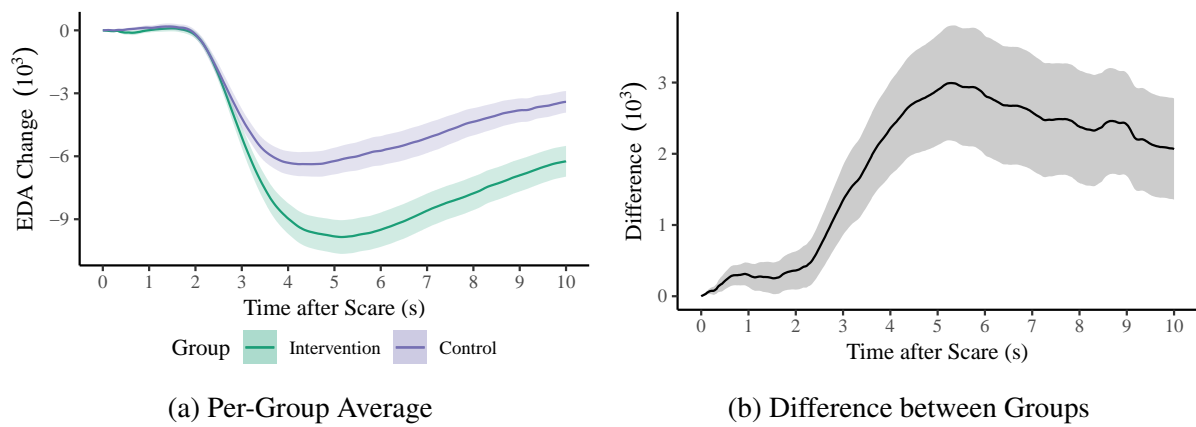 EDA Change (10³)
0
−3
−6
−9
0 1 2 3 4 5 6 7 8 9 10
Time after Scare (s)
Group Intervention Control
(a) Per-Group Average
Difference (10³)
3
2
1
0
0 1 2 3 4 5 6 7 8 9 10
Time after Scare (s)
(b) Difference between Groups